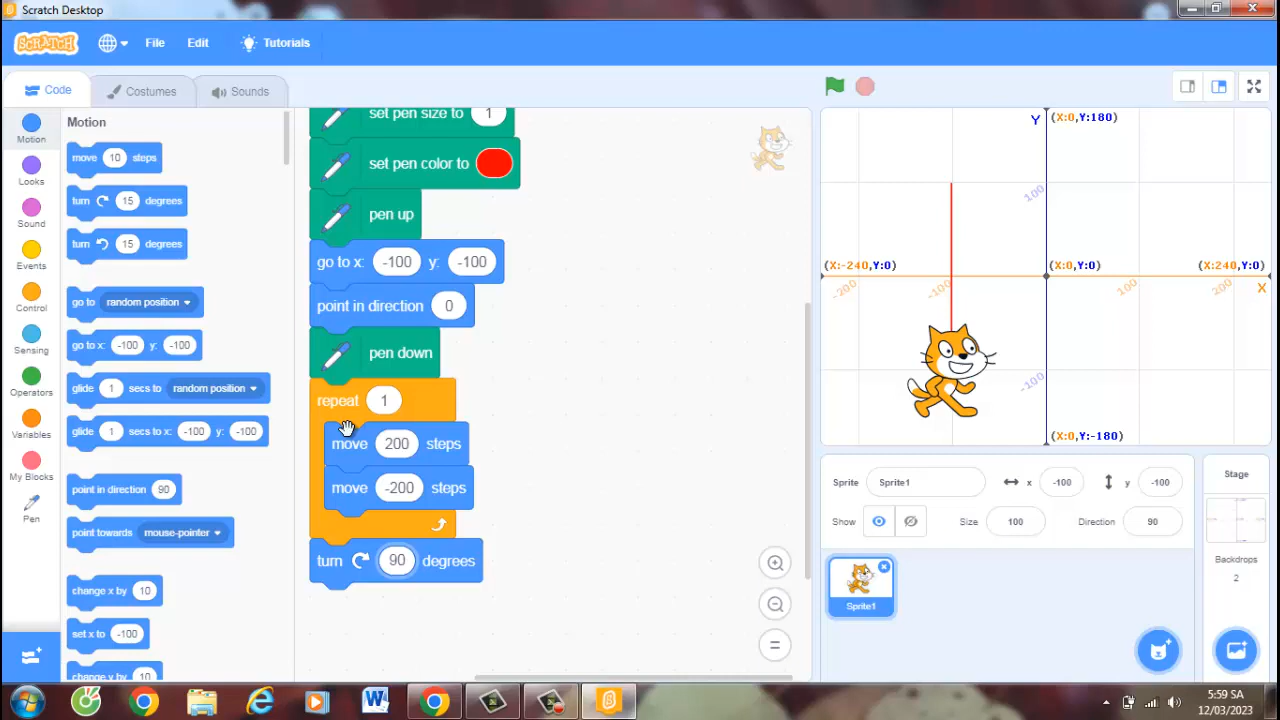 Scratch Desktop
SCRATCH
File
Edit
Tutorials
Code
Costumes
Sounds
Motion
Looks
Sound
Events
Control
Sensing
Operators
Variables
My Blocks
Pen
Motion
move 10 steps
turn 15 degrees
turn 15 degrees
go to random position
go to x: -100 y: -100
glide 1 secs to random position
glide 1 secs to x: -100 y: -100
point in direction 90
point towards mouse-pointer
change x by 10
set x to -100
change y by 10
set pen size to 1
set pen color to
pen up
go to x: -100 y: -100
point in direction 0
pen down
repeat 1
move 200 steps
move -200 steps
turn 90 degrees
Y (X:0,Y:180)
100
(X:-240,Y:0) (X:0,Y:0) (X:240,Y:0)
-200 -100 100 200 X
-100
(X:0,Y:-180)
Sprite Sprite1 x -100 y -100
Show Size 100 Direction 90
Sprite1
Stage
Backdrops
2
5:59 SA
12/03/2023